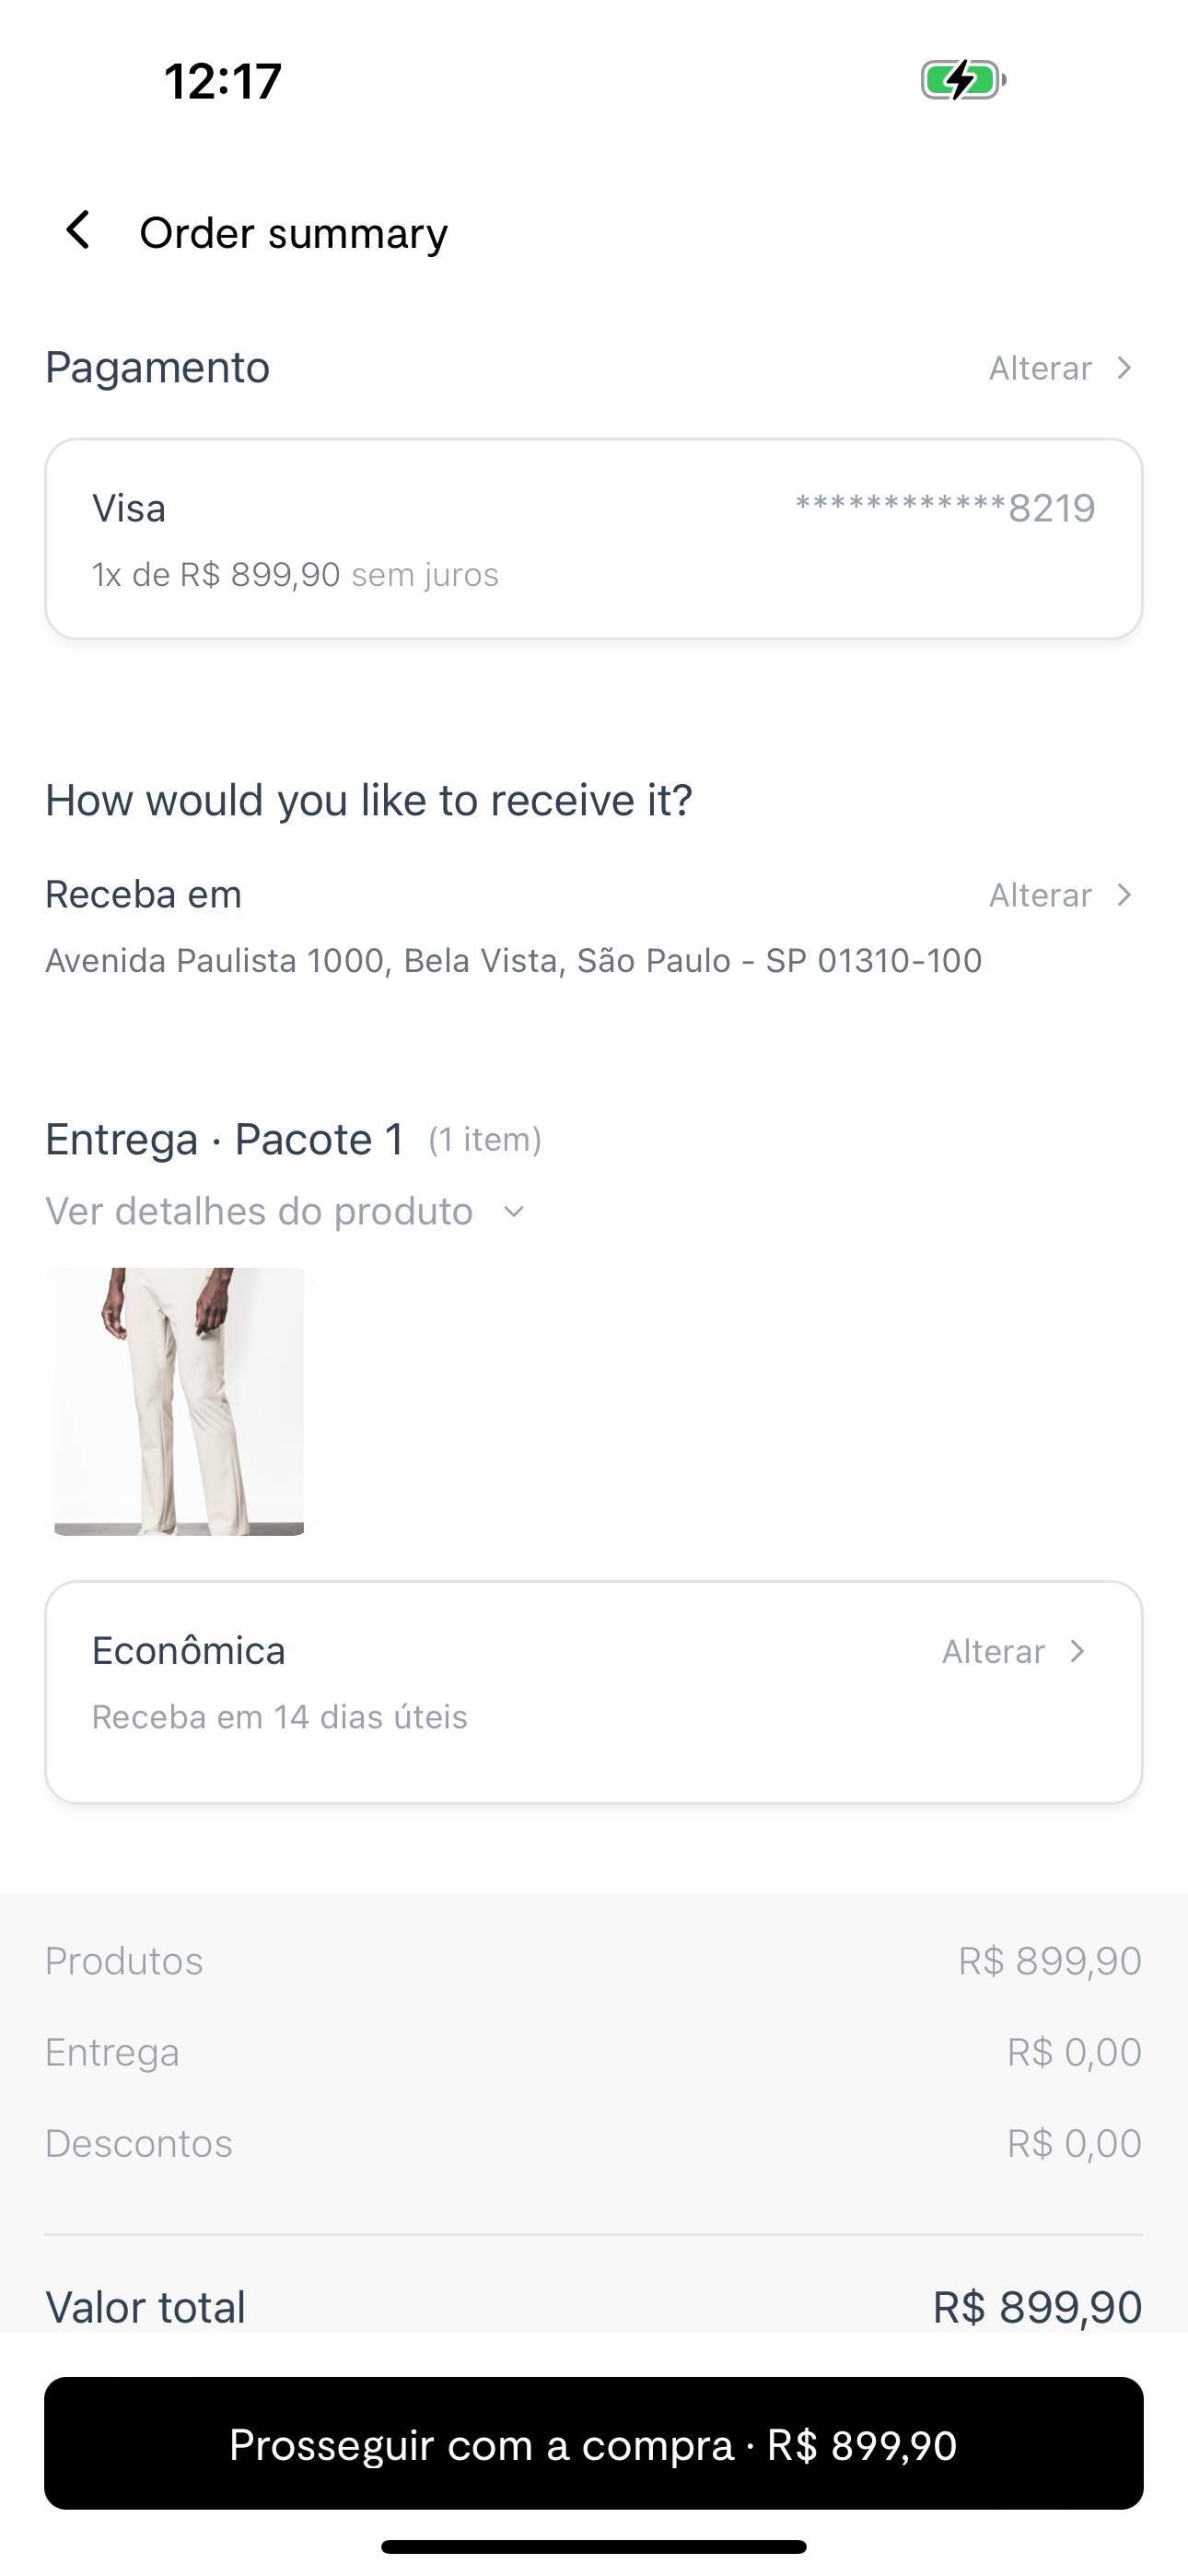 12:17
Order summary
Pagamento Alterar
Visa ************8219
1x de R$ 899,90 sem juros
How would you like to receive it?
Receba em Alterar
Avenida Paulista 1000, Bela Vista, São Paulo - SP 01310-100
Entrega · Pacote 1 (1 item)
Ver detalhes do produto
Econômica Alterar
Receba em 14 dias úteis
Produtos R$ 899,90
Entrega R$ 0,00
Descontos R$ 0,00
Valor total R$ 899,90
Prosseguir com a compra · R$ 899,90